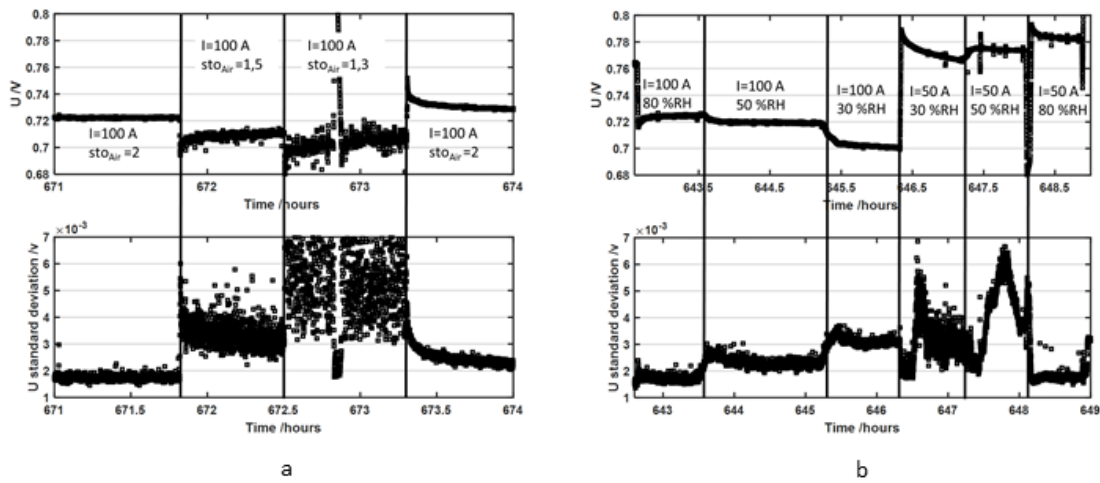 0.8
0.78
0.76
0.74
0.72
0.7
0.68
U /V
I=100 A
stoAir=1,5
I=100 A
stoAir=1,3
I=100 A
stoAir=2
I=100 A
stoAir=2
671
672
673
674
Time /hours
×10-3
7
6
5
4
3
2
1
U standard deviation /v
671
671.5
672
672.5
673
673.5
674
Time /hours
a
0.8
0.78
0.76
0.74
0.72
0.7
0.68
U /V
I=100 A
80 %RH
I=100 A
50 %RH
I=100 A
30 %RH
I=50 A
30 %RH
I=50 A
50 %RH
I=50 A
80 %RH
643.5
644.5
645.5
646.5
647.5
648.5
Time /hours
×10-3
7
6
5
4
3
2
1
U standard deviation /v
643
644
645
646
647
648
649
Time /hours
b